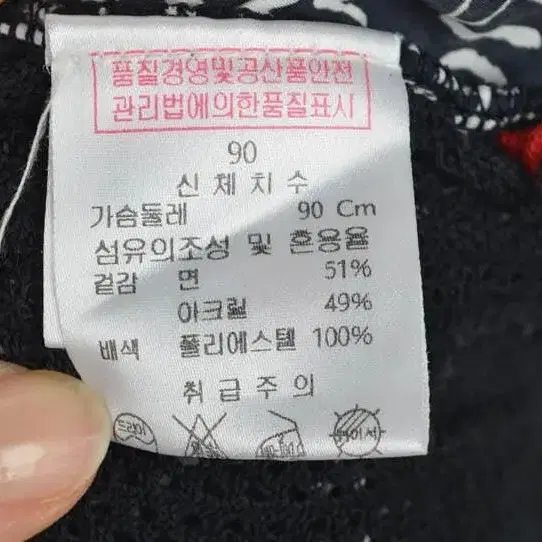 품질경영및공산품안전
관리법에의한품질표시
90
신체치수
가슴둘레 90 Cm
섬유의조성 및 혼용율
겉감 면 51%
아크릴 49%
배색 폴리에스텔 100%
취급주의
드라이
뉘어서